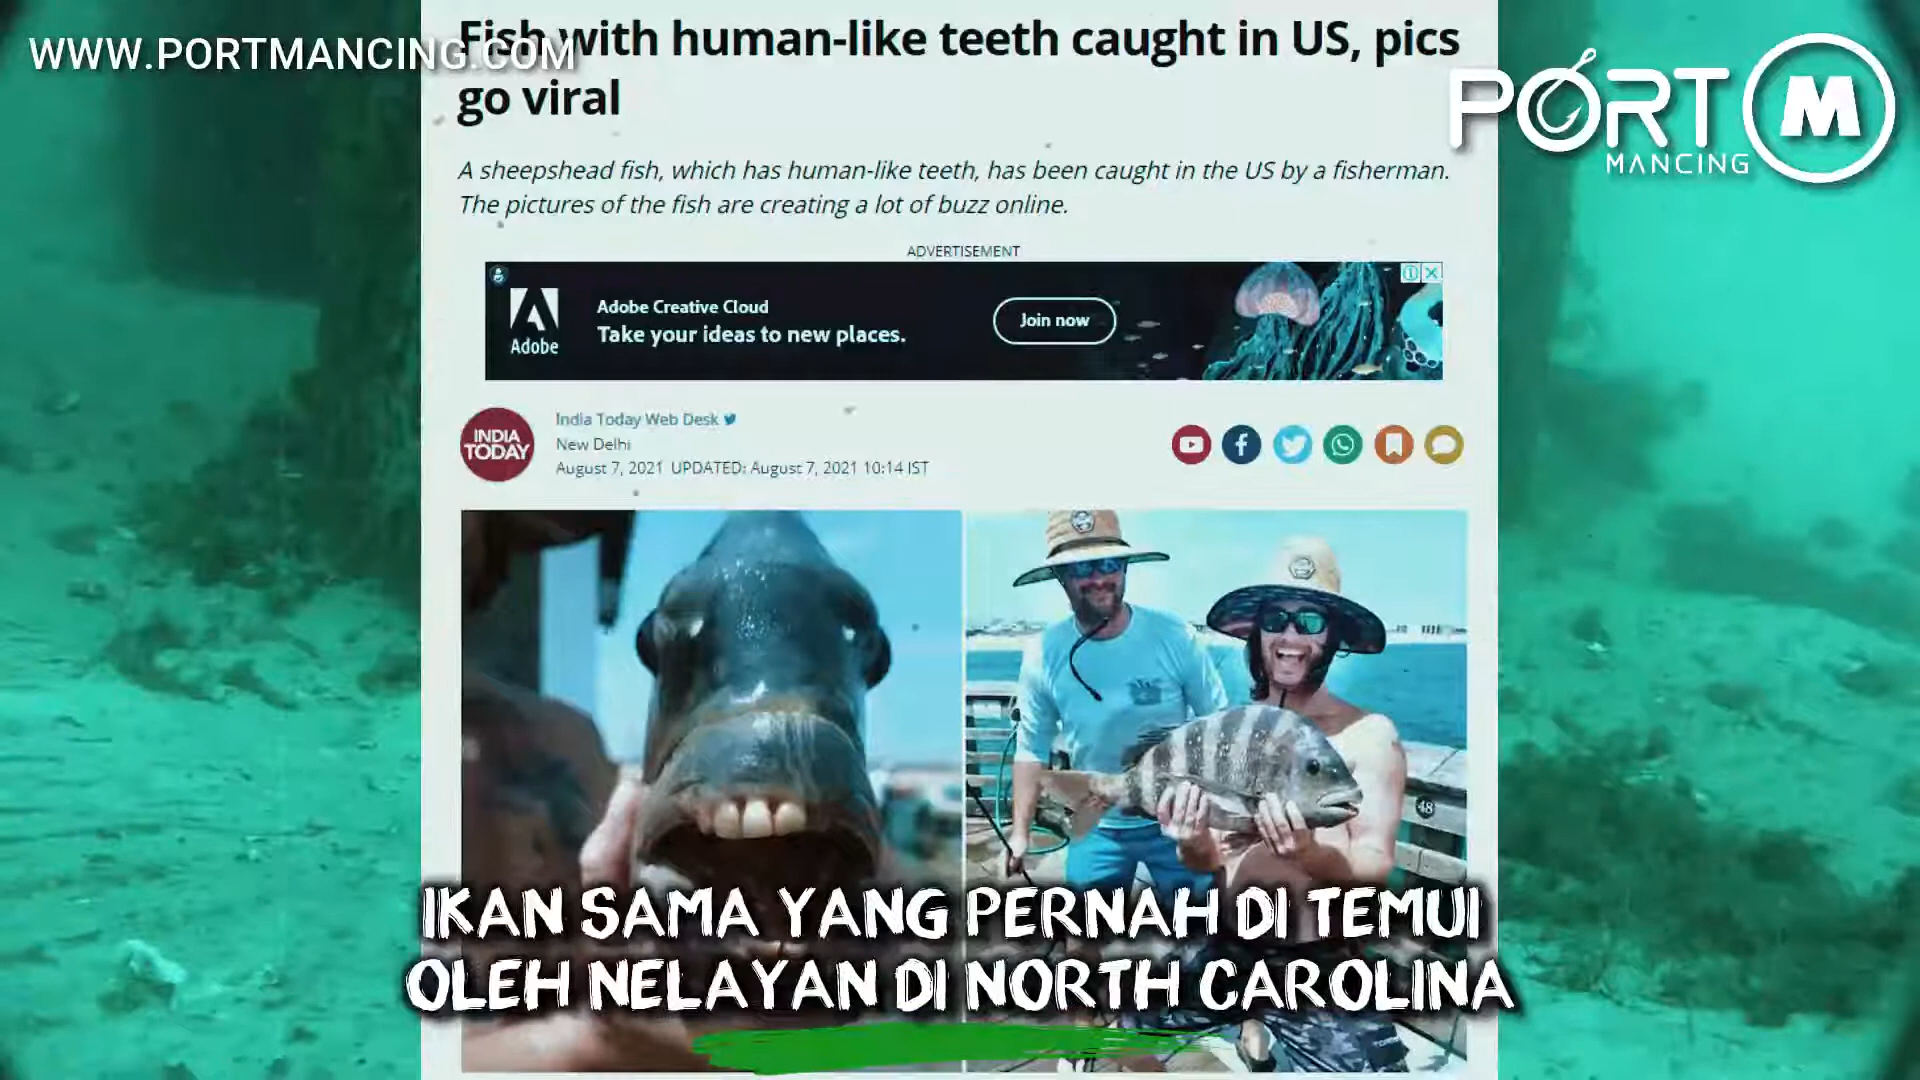 WWW.PORTMANCING.COM
Fish with human-like teeth caught in US, pics
go viral
PORT M
MANCING
A sheepshead fish, which has human-like teeth, has been caught in the US by a fisherman.
The pictures of the fish are creating a lot of buzz online.
ADVERTISEMENT
Adobe
Adobe Creative Cloud
Take your ideas to new places.
Join now
INDIA
TODAY
India Today Web Desk
New Delhi
August 7, 2021 UPDATED: August 7, 2021 10:14 IST
48
IKAN SAMA YANG PERNAH DI TEMUI
OLEH NELAYAN DI NORTH CAROLINA